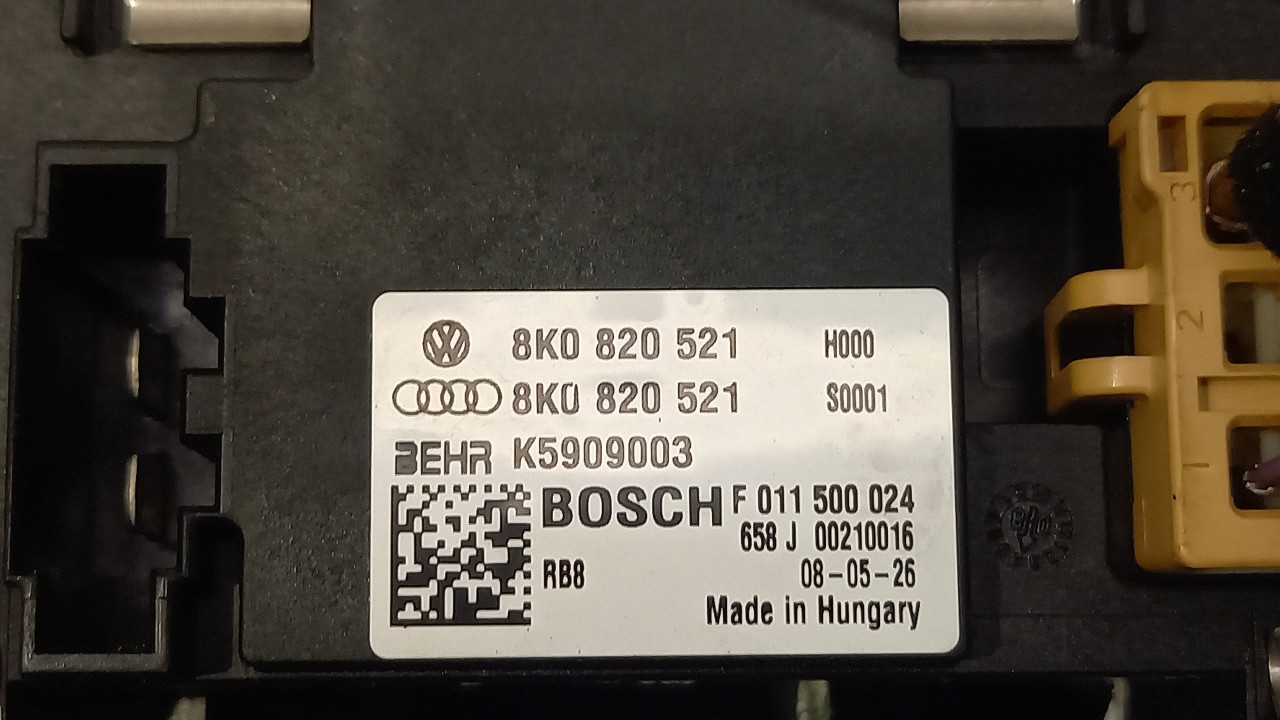 8K0 820 521 H000
8K0 820 521 S0001
BEHR K5909003
BOSCH F 011 500 024
658 J 00210016
RB8 08-05-26
Made in Hungary
3
2
1